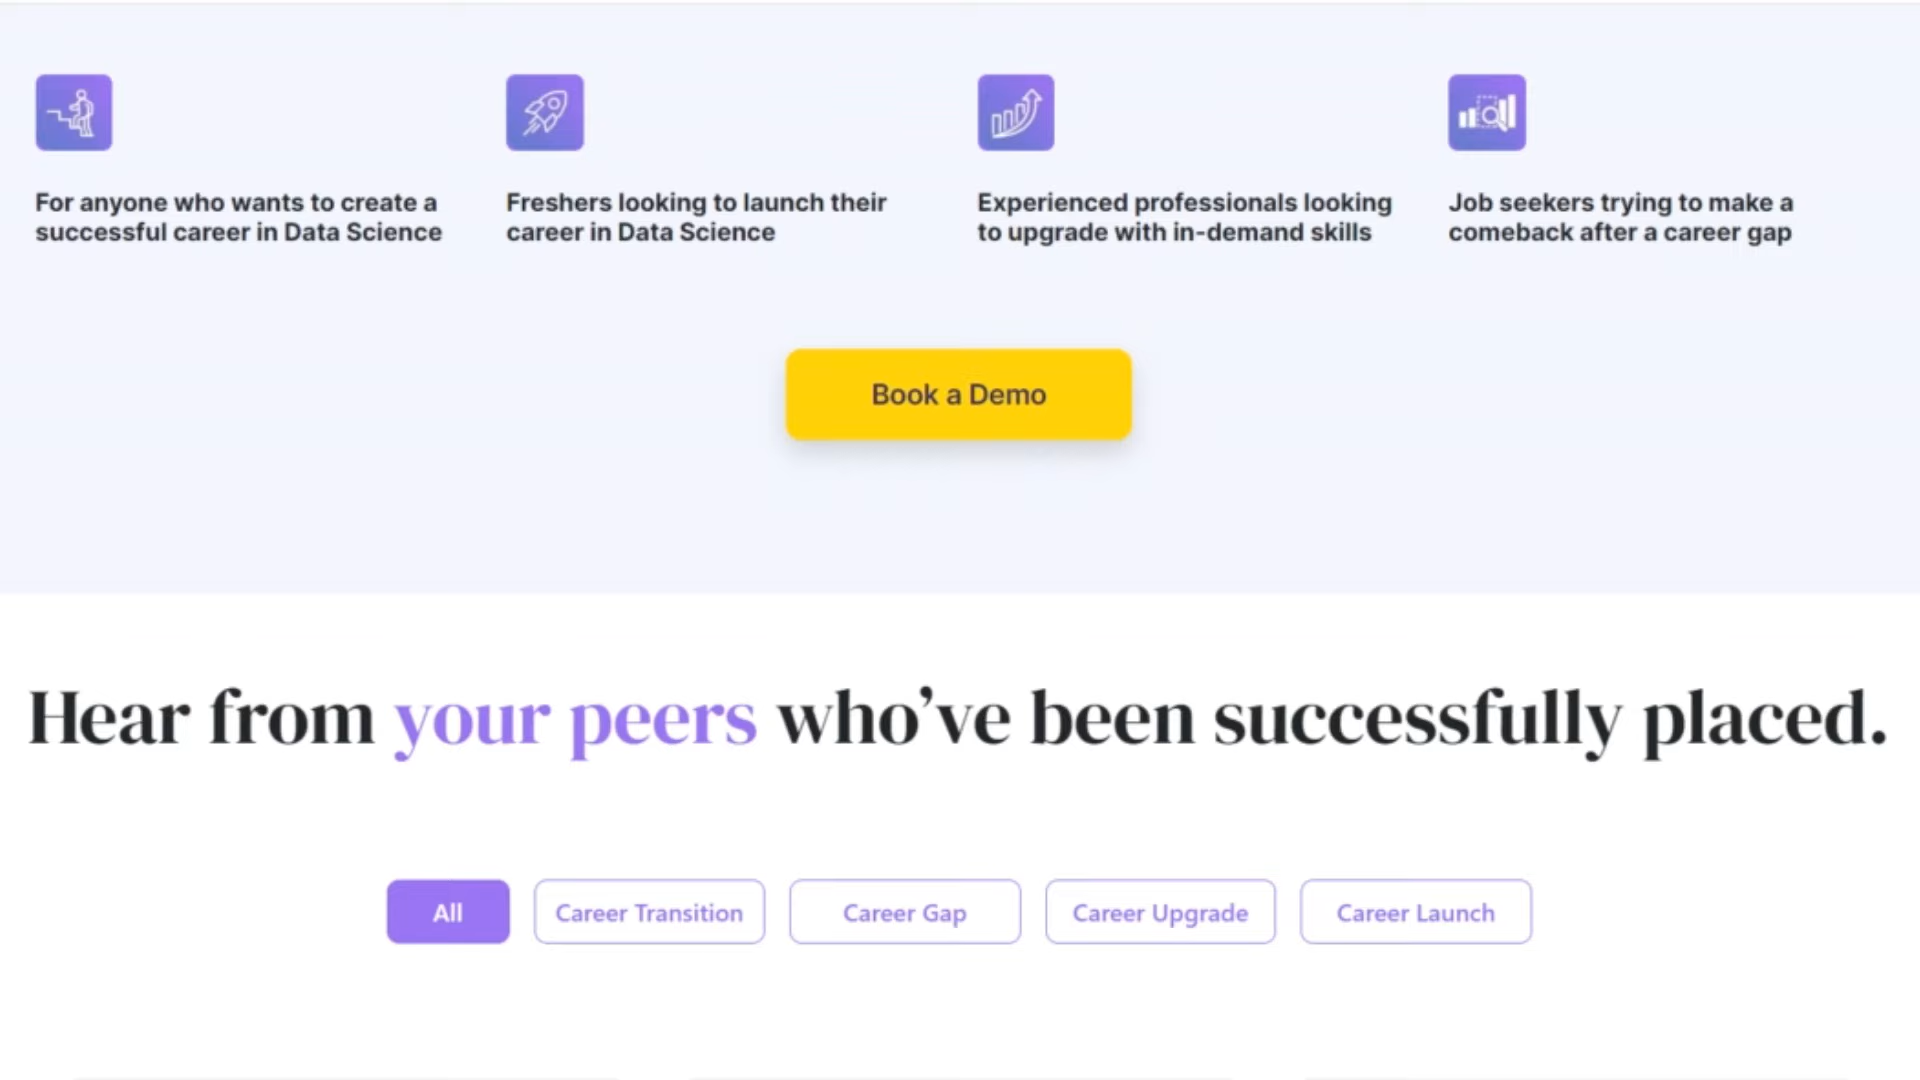 For anyone who wants to create a
successful career in Data Science
Freshers looking to launch their
career in Data Science
Experienced professionals looking
to upgrade with in-demand skills
Job seekers trying to make a
comeback after a career gap
Book a Demo
Hear from your peers who’ve been successfully placed.
All
Career Transition
Career Gap
Career Upgrade
Career Launch